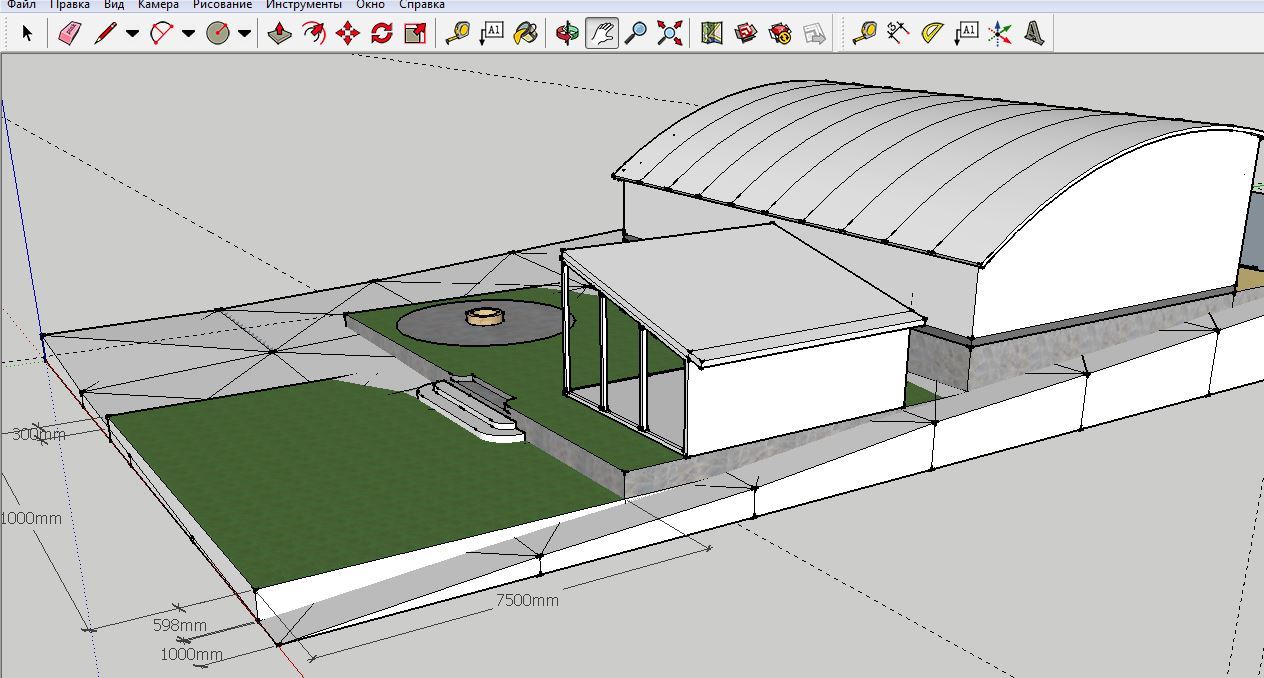 Файл Правка Вид Камера Рисование Инструменты Окно Справка
A1 A1
300mm
1000mm
7500mm
598mm
1000mm